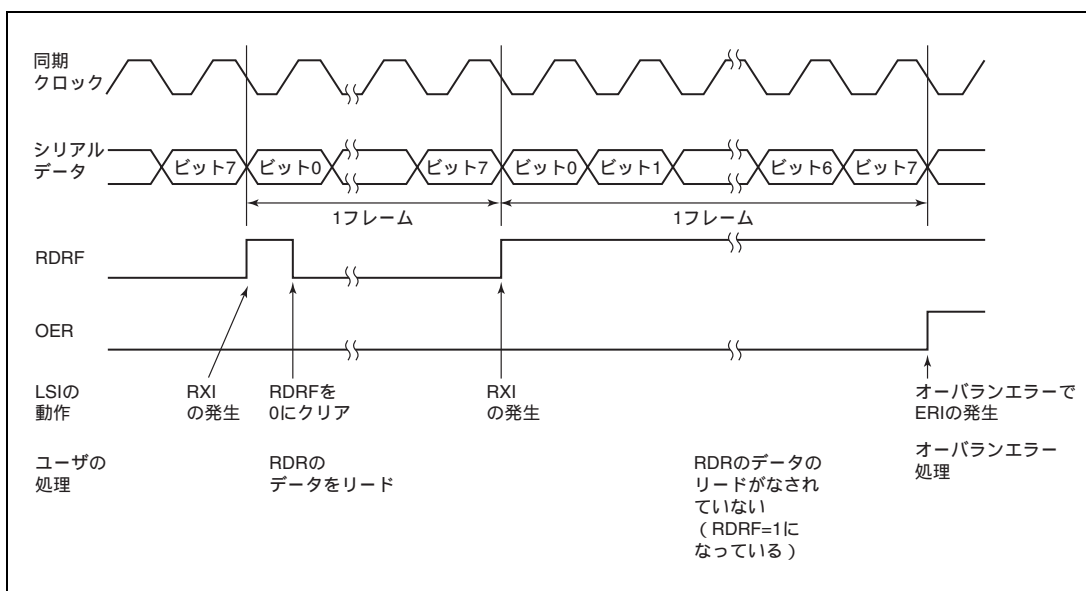 同期
クロック
シリアル
データ
ビット7
ビット0
ビット7
ビット0
ビット1
ビット6
ビット7
1フレーム
1フレーム
RDRF
OER
LSIの
動作
RXI
の発生
RDRFを
0にクリア
RXI
の発生
オーバランエラーで
ERIの発生
ユーザの
処理
RDRの
データをリード
RDRのデータの
リードがなされ
ていない
(RDRF=1に
なっている)
オーバランエラー
処理